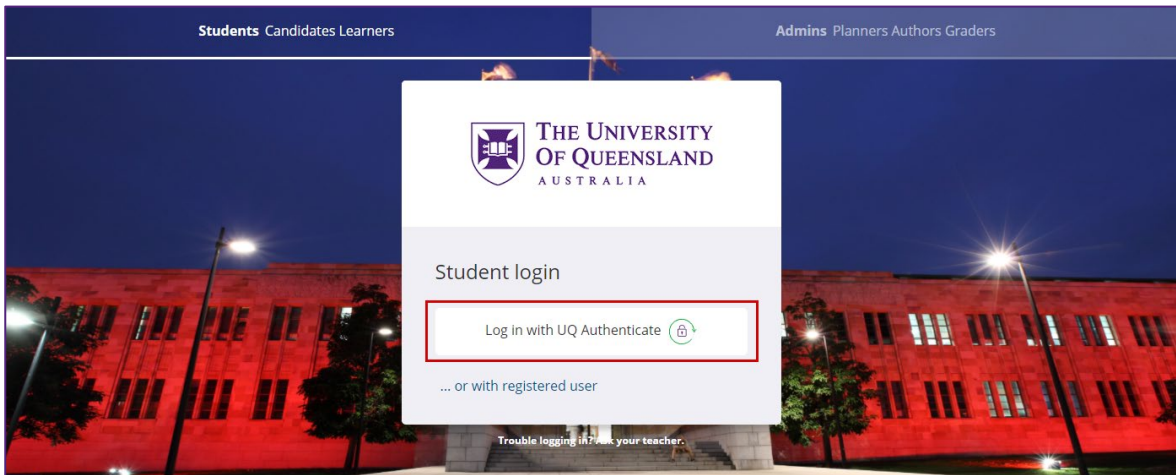 Students Candidates Learners
Admins Planners Authors Graders
THE UNIVERSITY
OF QUEENSLAND
AUSTRALIA
Student login
Log in with UQ Authenticate
... or with registered user
Trouble logging in? Ask your teacher.